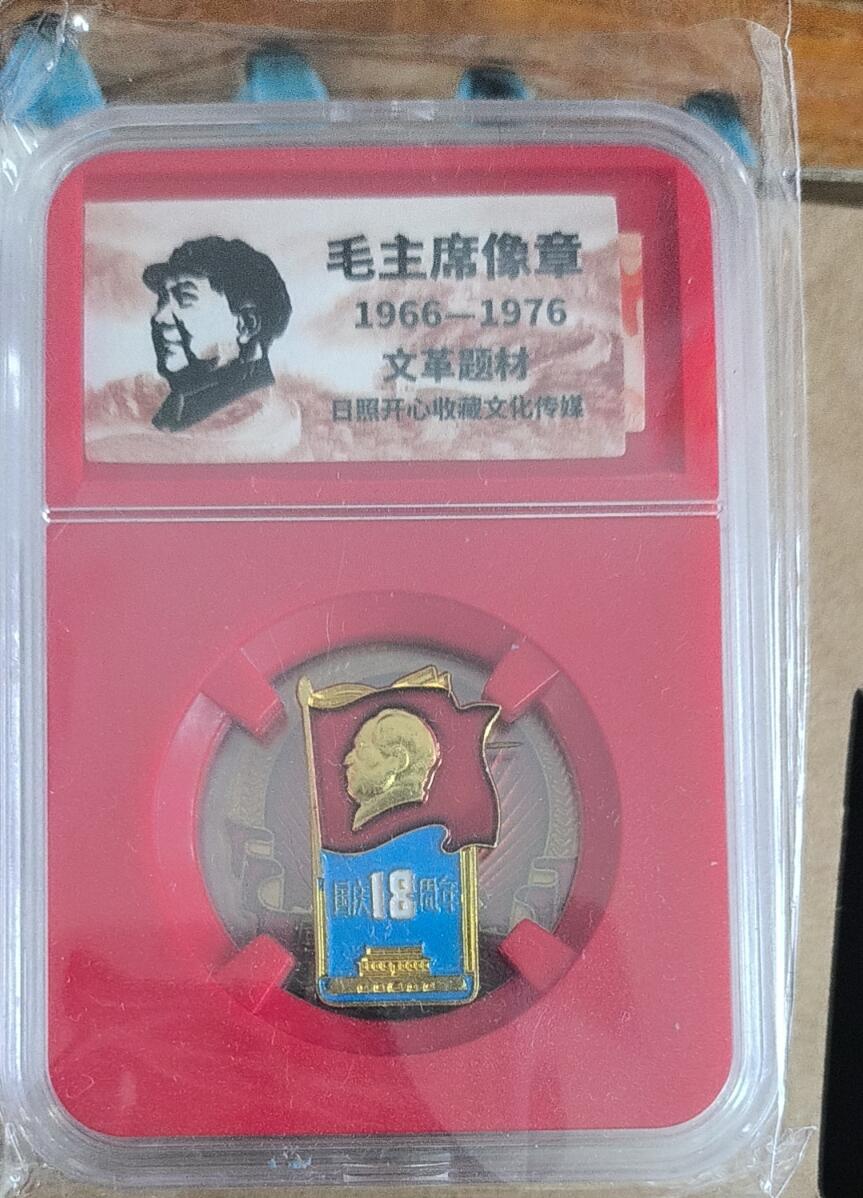 毛主席像章
1966—1976
文革题材
日照开心收藏文化传媒
国庆18周年